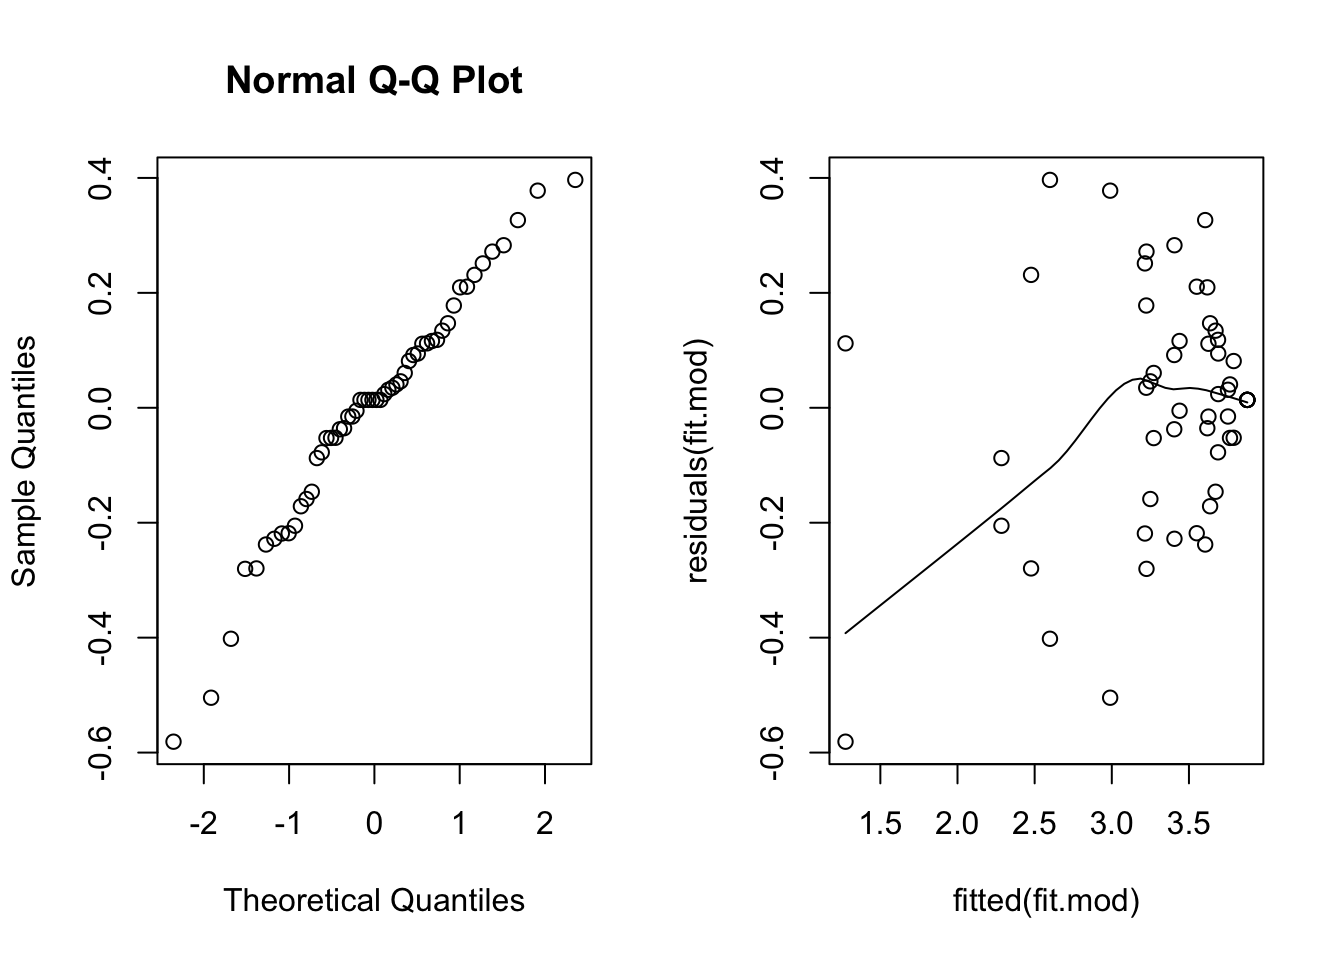 Normal Q-Q Plot
Sample Quantiles
0.4
0.2
0.0
-0.2
-0.4
-0.6
-2 -1 0 1 2
Theoretical Quantiles
residuals(fit.mod)
0.4
0.2
0.0
-0.2
-0.4
-0.6
1.5 2.0 2.5 3.0 3.5
fitted(fit.mod)